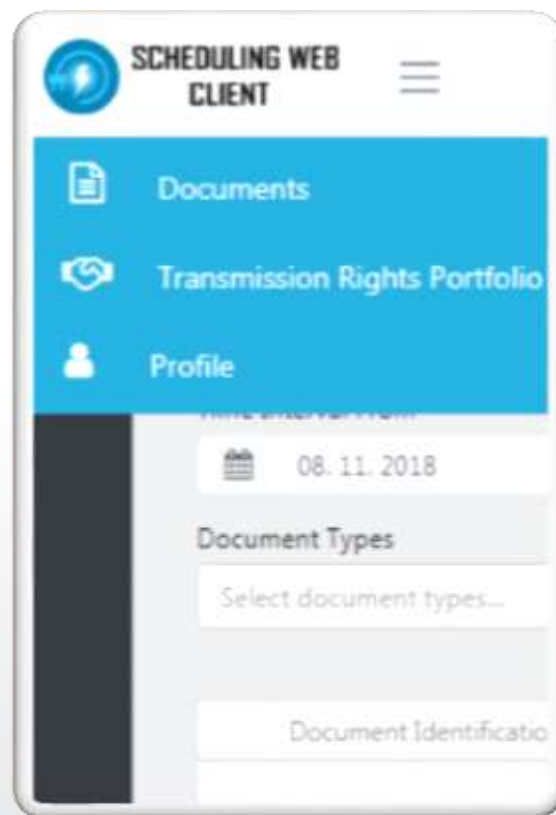 SCHEDULING WEB
CLIENT
Documents
Transmission Rights Portfolio
Profile
08. 11. 2018
Document Types
Select document types...
Document Identificatio